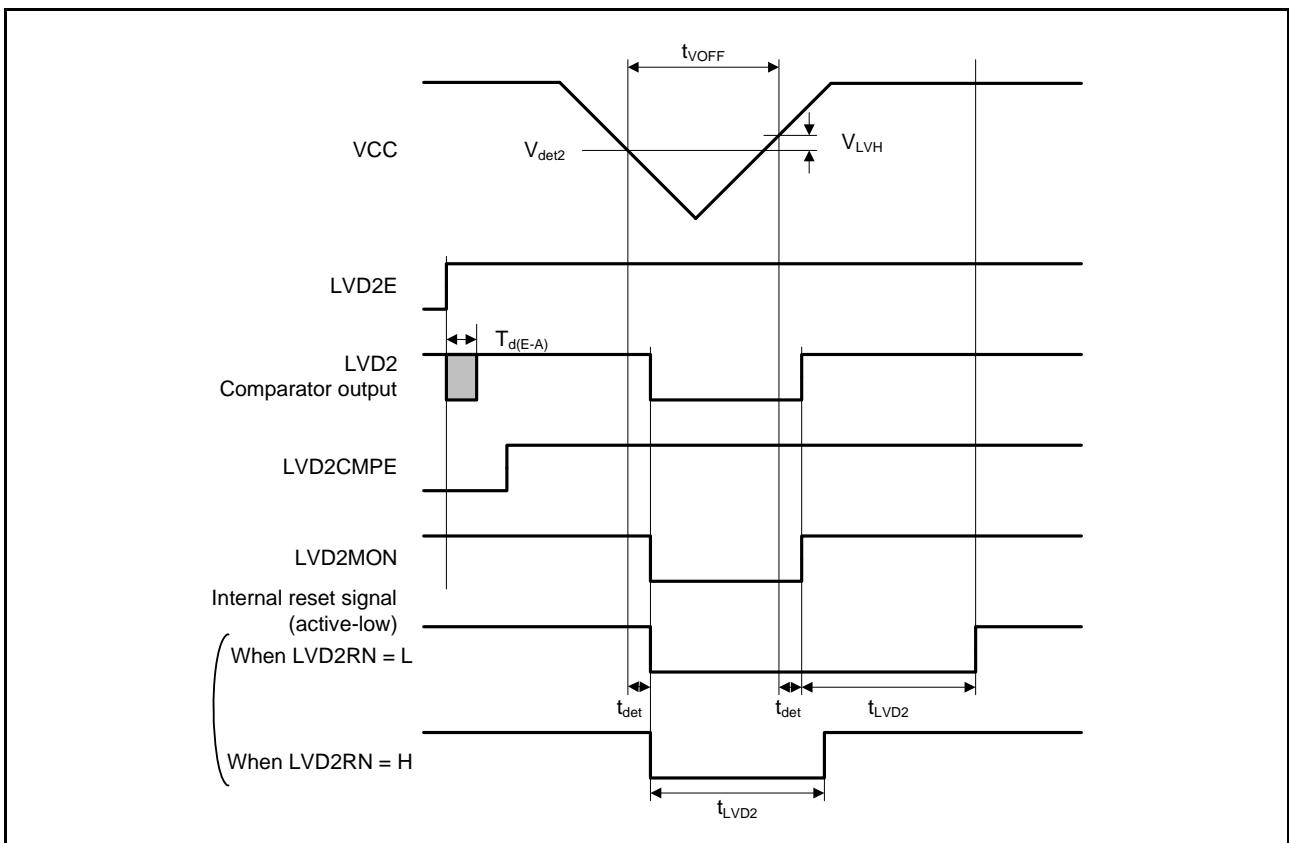 tVOFF
VCC
Vdet2
VLVH
LVD2E
Td(E-A)
LVD2
Comparator output
LVD2CMPE
LVD2MON
Internal reset signal
(active-low)
When LVD2RN = L
tdet
tdet
tLVD2
When LVD2RN = H
tLVD2